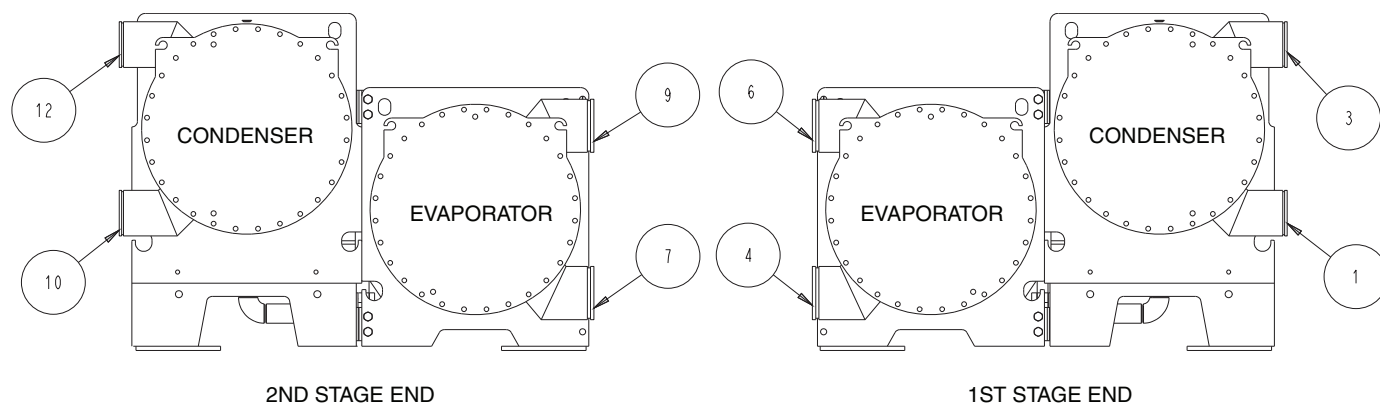 12
10
CONDENSER
EVAPORATOR
9
7
2ND STAGE END
6
4
EVAPORATOR
CONDENSER
3
1
1ST STAGE END